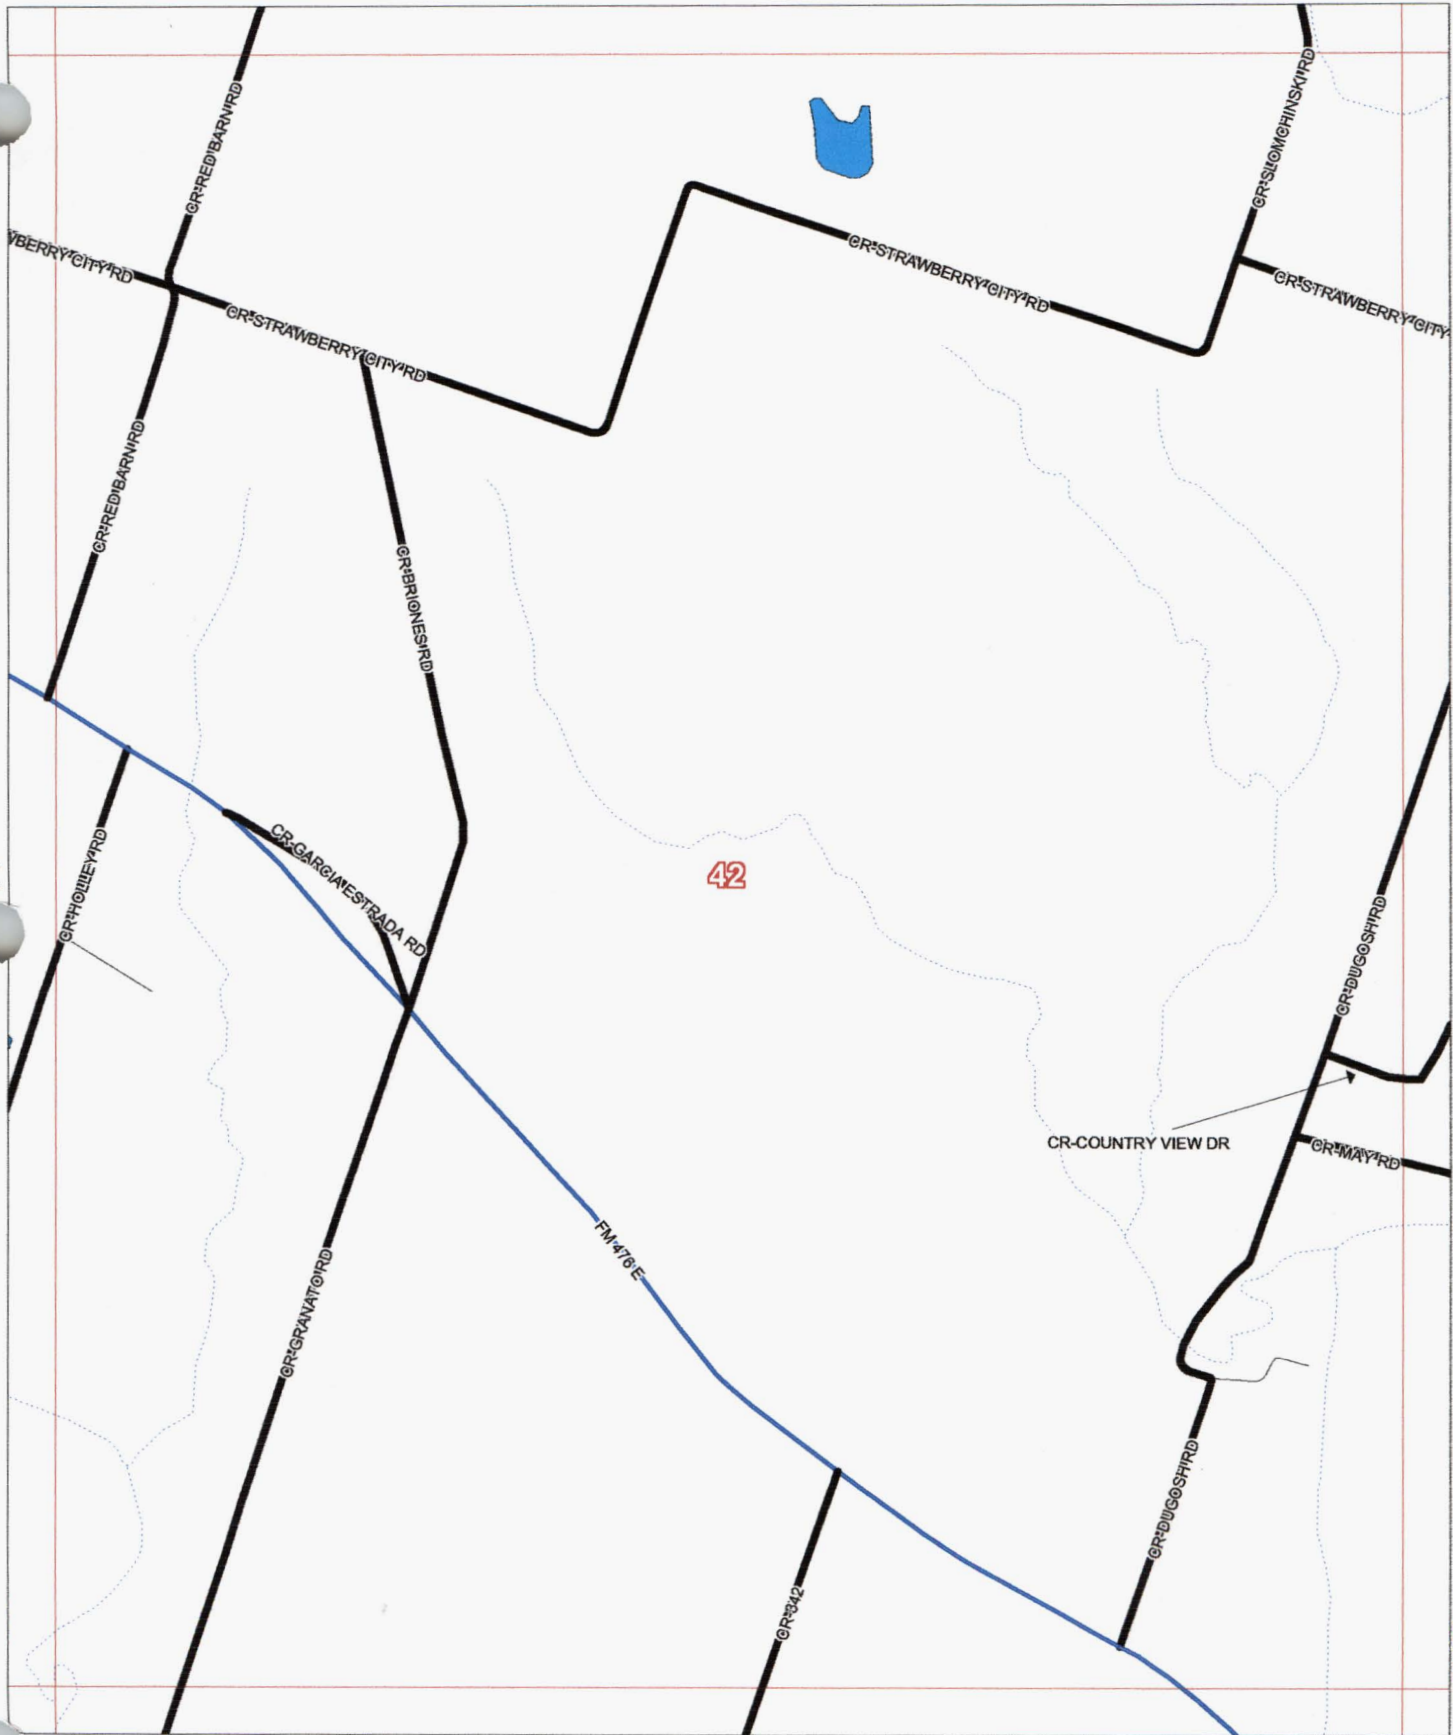 CR-RED BARN RD
CR-SLOMCHINSKI RD
CR-STRAWBERRY CITY RD
CR-STRAWBERRY CITY
WBERRY CITY RD
CR-STRAWBERRY CITY RD
CR-RED BARN RD
CR-BRIONES RD
CR-GARCIA ESTRADA RD
CR-HOLLEY RD
42
CR-DUGOSH RD
CR-COUNTRY VIEW DR
CR-MAY RD
FM 476 E
CR-GRANATO RD
CR-DUGOSH RD
CR-342